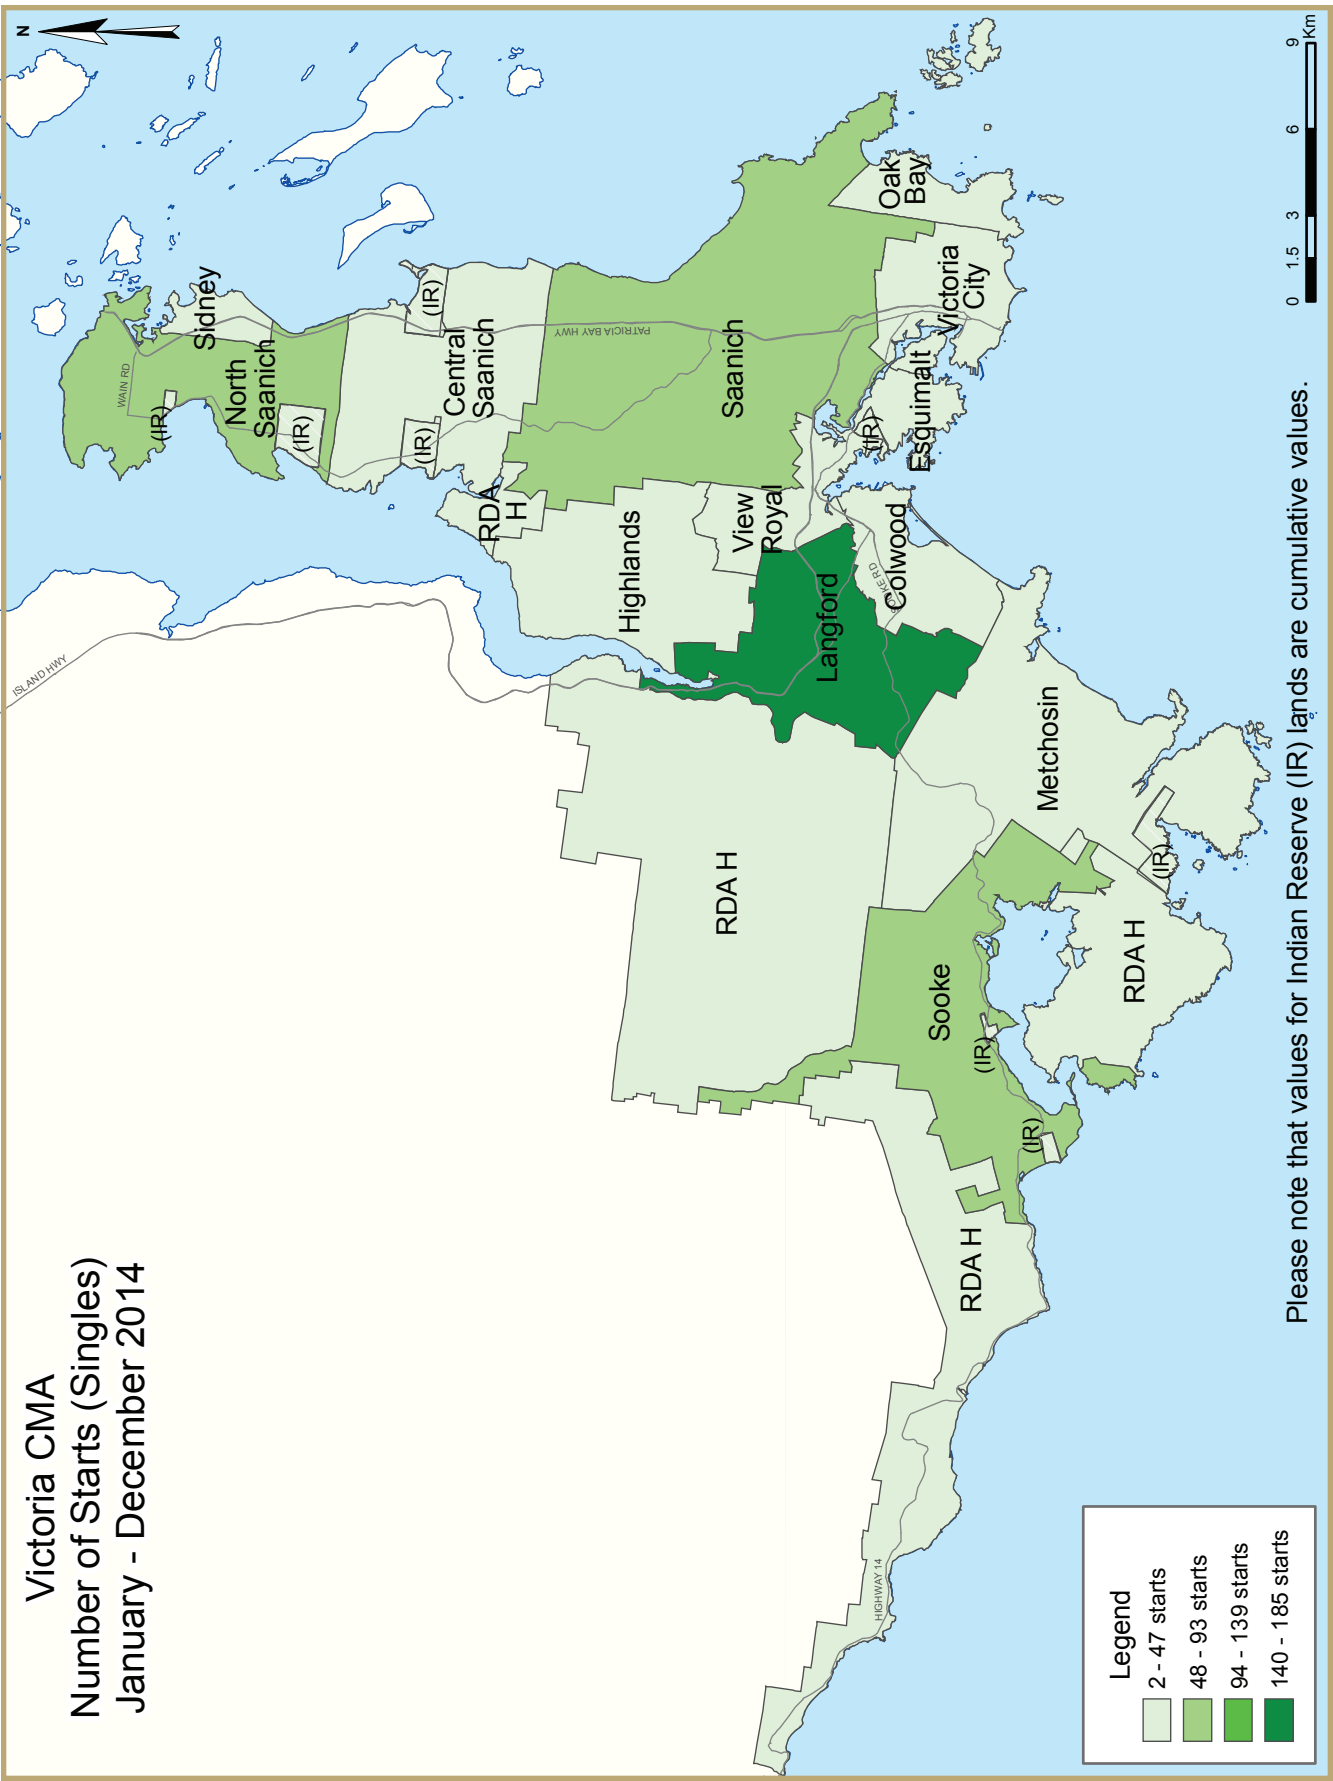 Victoria CMA
Number of Starts (Singles)
January - December 2014
N
ISLAND HWY
WAIN RD
(IR)
Sidney
North
Saanich
(IR)
(IR)
(IR)
Central
Saanich
RDA
H
PATRICIA BAY HWY
Highlands
Saanich
View
Royal
RDA H
Langford
(IR)
SOOKE RD
Colwood
Oak
Bay
Esquimalt
Victoria
City
HIGHWAY 14
Sooke
RDA H
(IR)
(IR)
Metchosin
RDA H
(IR)
Legend
2 - 47 starts
48 - 93 starts
94 - 139 starts
140 - 185 starts
0 1.5 3 6 9
Km
Please note that values for Indian Reserve (IR) lands are cumulative values.